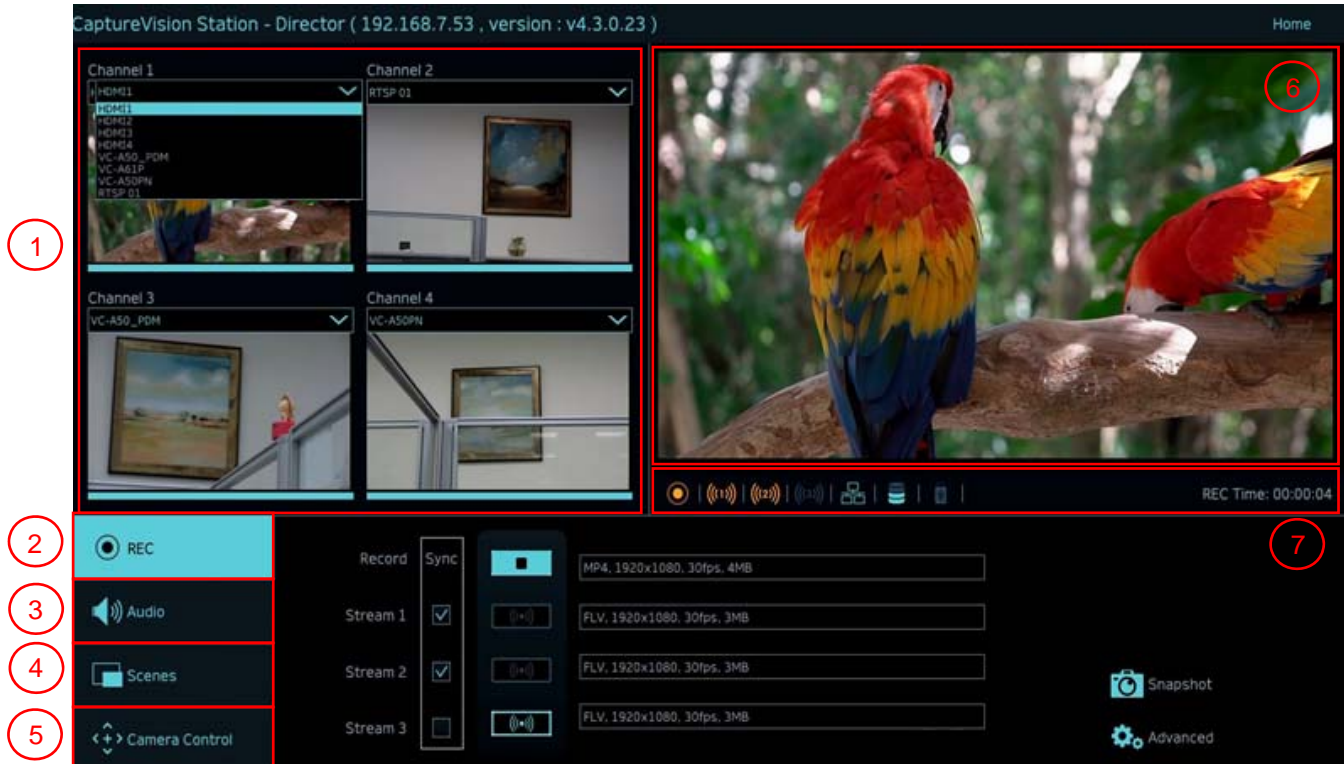 CaptureVision Station - Director ( 192.168.7.53 , version : v4.3.0.23 )
Home
Channel 1
HDMI1
HDMI1
HDMI2
HDMI3
HDMI4
VC-A50_PDM
VC-A61P
VC-A50PN
RTSP 01
Channel 2
RTSP 01
Channel 3
VC-A50_PDM
Channel 4
VC-A50PN
1
6
((1))
((2))
((3))
REC Time: 00:00:04
2
REC
3
Audio
4
Scenes
5
Camera Control
Record
Sync
MP4, 1920x1080, 30fps, 4MB
Stream 1
FLV, 1920x1080, 30fps, 3MB
Stream 2
FLV, 1920x1080, 30fps, 3MB
Stream 3
FLV, 1920x1080, 30fps, 3MB
7
Snapshot
Advanced